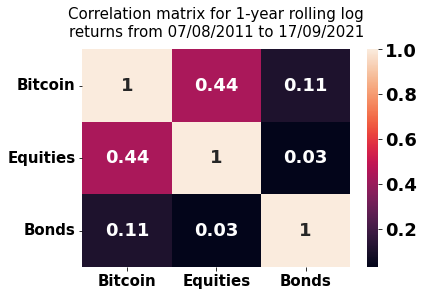 Correlation matrix for 1-year rolling log
returns from 07/08/2011 to 17/09/2021
Bitcoin 1 0.44 0.11
Equities 0.44 1 0.03
Bonds 0.11 0.03 1
Bitcoin Equities Bonds
1.0
0.8
0.6
0.4
0.2